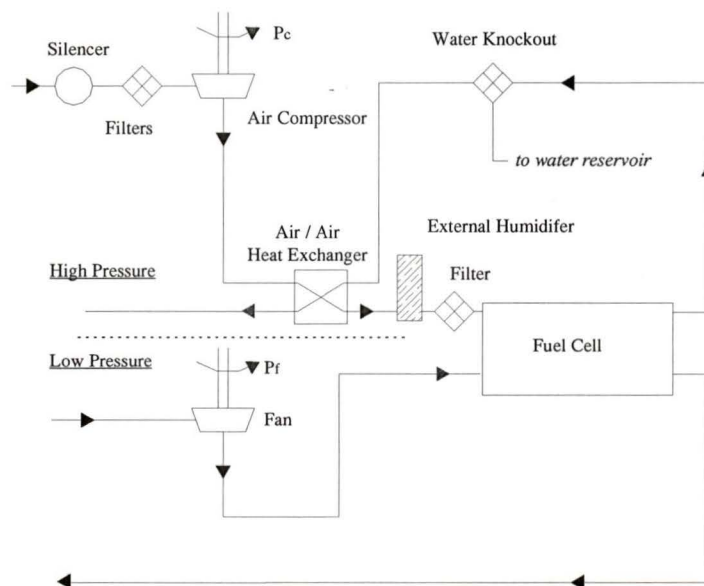 Pc
Silencer
Water Knockout
Filters
Air Compressor
to water reservoir
Air / Air
Heat Exchanger
External Humidifer
High Pressure
Filter
Low Pressure
Pf
Fuel Cell
Fan